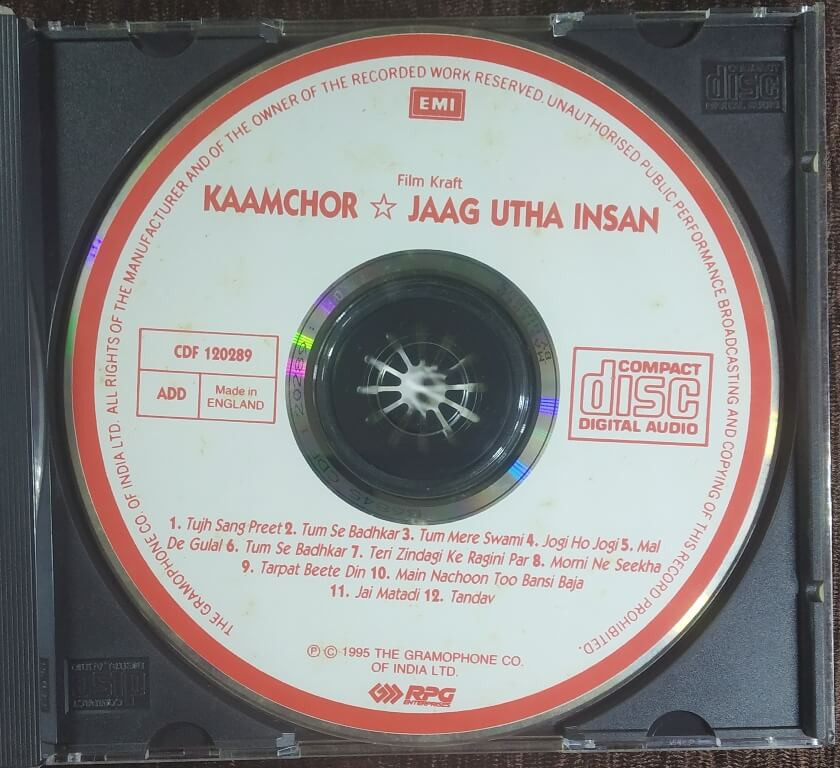 THE GRAMOPHONE CO. OF INDIA LTD. ALL RIGHTS OF THE MANUFACTURER AND OF THE OWNER OF THE RECORDED WORK RESERVED. UNAUTHORISED PUBLIC PERFORMANCE BROADCASTING AND COPYING OF THIS RECORD PROHIBITED.
EMI
Film Kraft
KAAMCHOR ☆ JAAG UTHA INSAN
CDF 120289
ADD
Made in
ENGLAND
COMPACT
disc
DIGITAL AUDIO
1. Tujh Sang Preet 2. Tum Se Badhkar 3. Tum Mere Swami 4. Jogi Ho Jogi 5. Mal
De Gulal 6. Tum Se Badhkar 7. Teri Zindagi Ke Ragini Par 8. Morni Ne Seekha
9. Tarpat Beete Din 10. Main Nachoon Too Bansi Baja
11. Jai Matadi 12. Tandav
Ⓟ © 1995 THE GRAMOPHONE CO.
OF INDIA LTD.
RPG
ENTERPRISES
disc
DIGITAL AUDIO